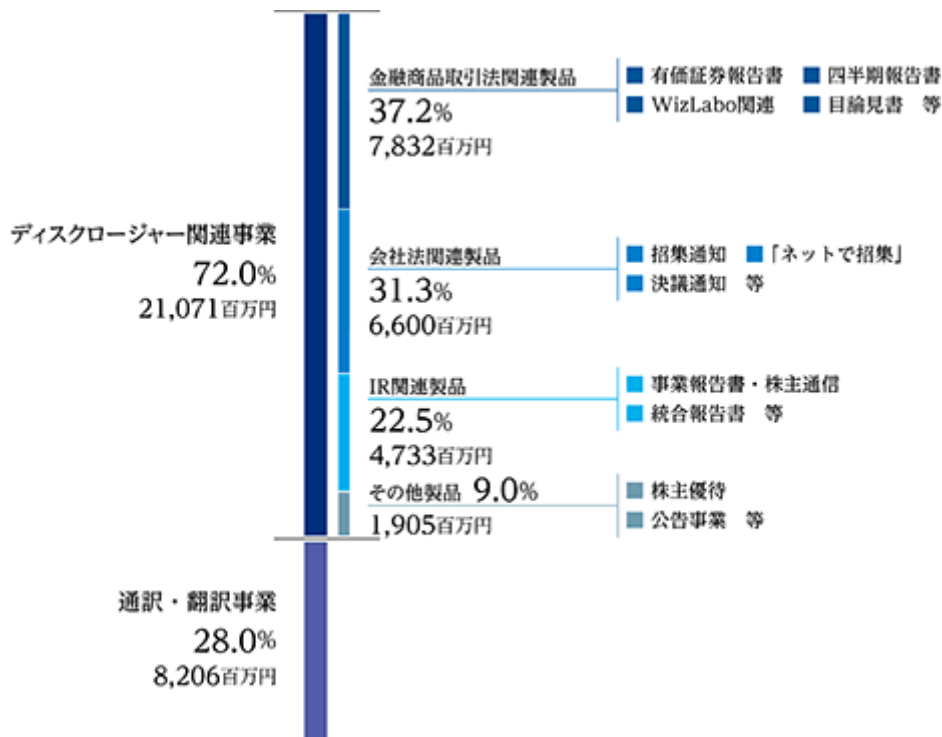 ディスクロージャー関連事業
72.0%
21,071百万円
金融商品取引法関連製品
37.2%
7,832百万円
■ 有価証券報告書 ■ 四半期報告書
■ WizLabo関連 ■ 目論見書 等
会社法関連製品
31.3%
6,600百万円
■ 招集通知 ■「ネットで招集」
■ 決議通知 等
IR関連製品
22.5%
4,733百万円
■ 事業報告書・株主通信
■ 統合報告書 等
その他製品 9.0%
1,905百万円
■ 株主優待
■ 公告事業 等
通訳・翻訳事業
28.0%
8,206百万円